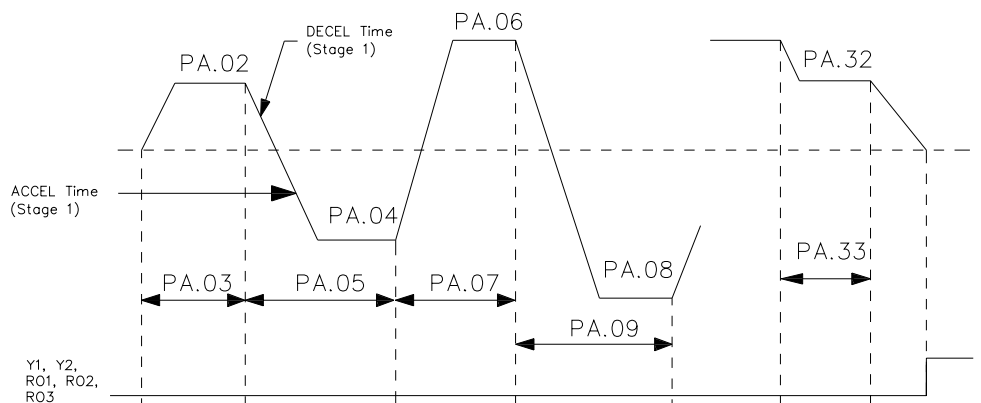 DECEL Time
(Stage 1)
PA.06
PA.02
PA.32
ACCEL Time
(Stage 1)
PA.04
PA.03
PA.05
PA.07
PA.08
PA.33
PA.09
Y1, Y2,
RO1, RO2,
RO3